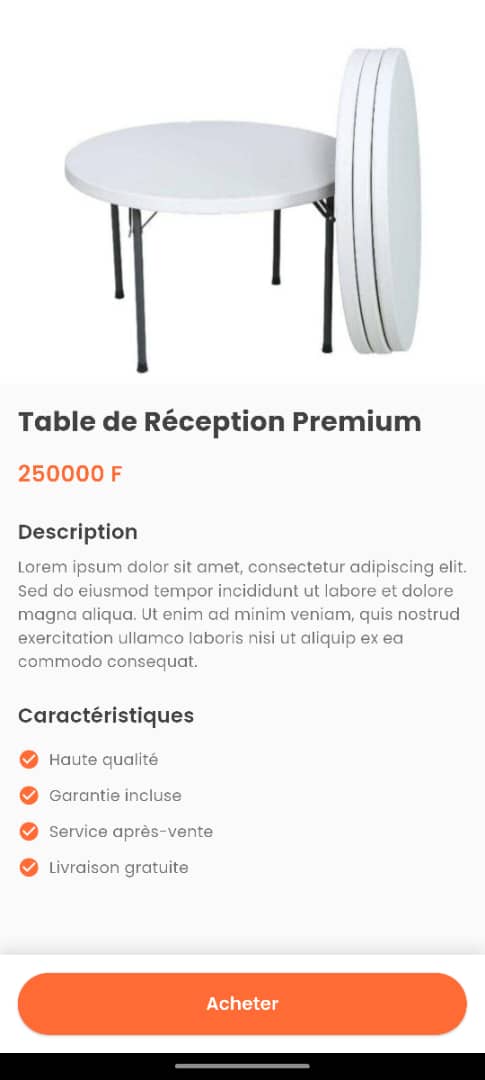 Table de Réception Premium
250000 F
Description
Lorem ipsum dolor sit amet, consectetur adipiscing elit.
Sed do eiusmod tempor incididunt ut labore et dolore
magna aliqua. Ut enim ad minim veniam, quis nostrud
exercitation ullamco laboris nisi ut aliquip ex ea
commodo consequat.
Caractéristiques
Haute qualité
Garantie incluse
Service après-vente
Livraison gratuite
Acheter